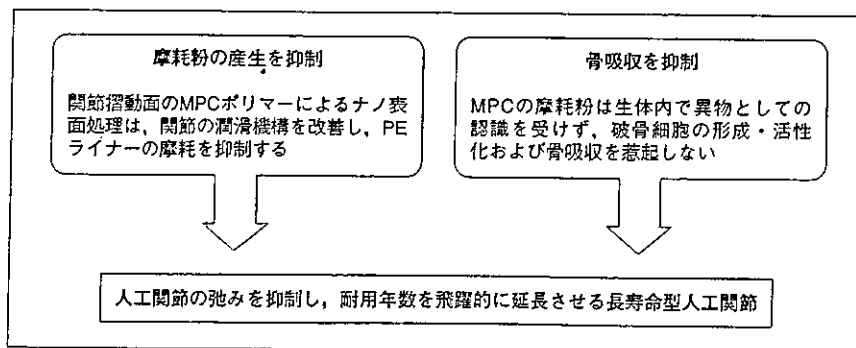 摩耗粉の産生を抑制
関節摺動面のMPCポリマーによるナノ表
面処理は，関節の潤滑機構を改善し，PE
ライナーの摩耗を抑制する
骨吸収を抑制
MPCの摩耗粉は生体内で異物としての
認識を受けず，破骨細胞の形成・活性
化および骨吸収を惹起しない
人工関節の弛みを抑制し，耐用年数を飛躍的に延長させる長寿命型人工関節